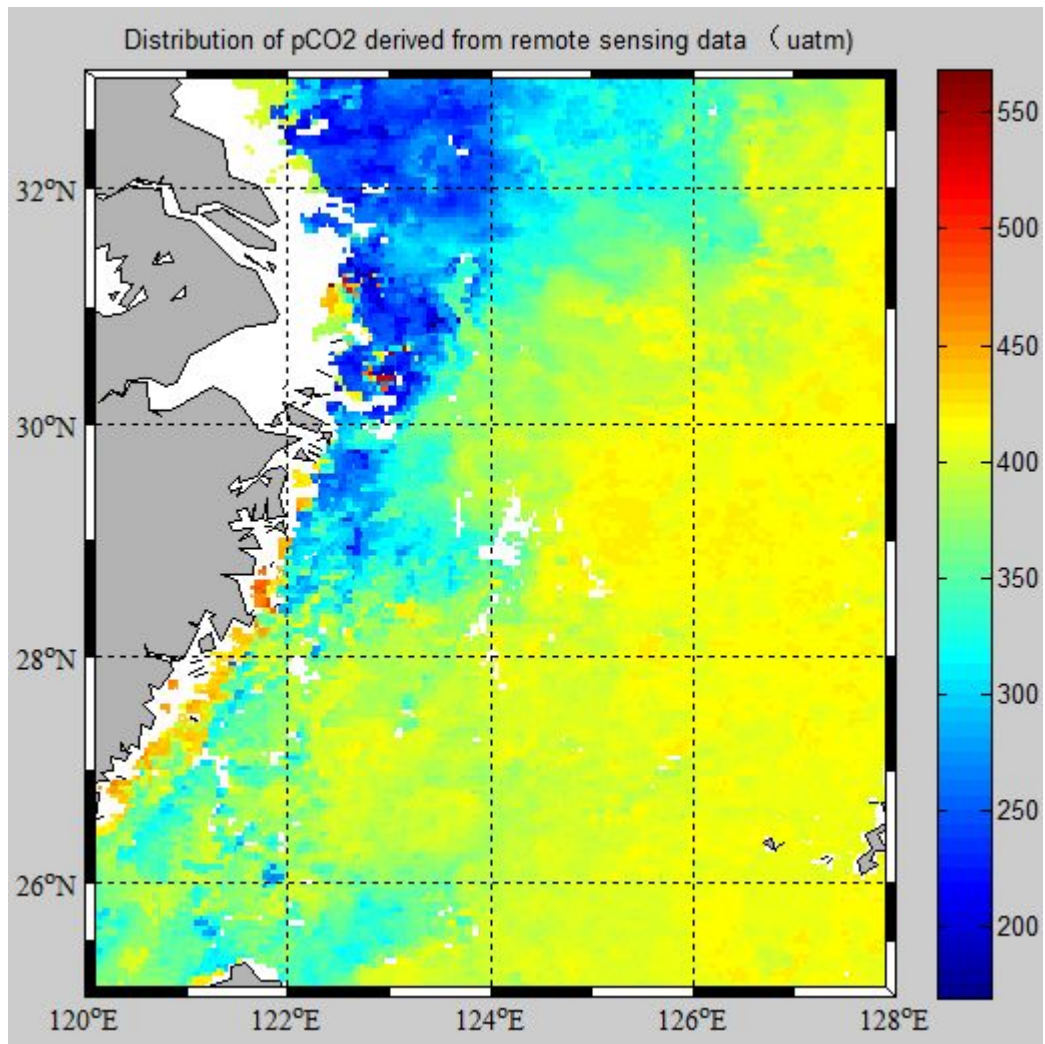 Distribution of pCO2 derived from remote sensing data （uatm)
550
500
450
400
350
300
250
200
32°N
30°N
28°N
26°N
120°E
122°E
124°E
126°E
128°E